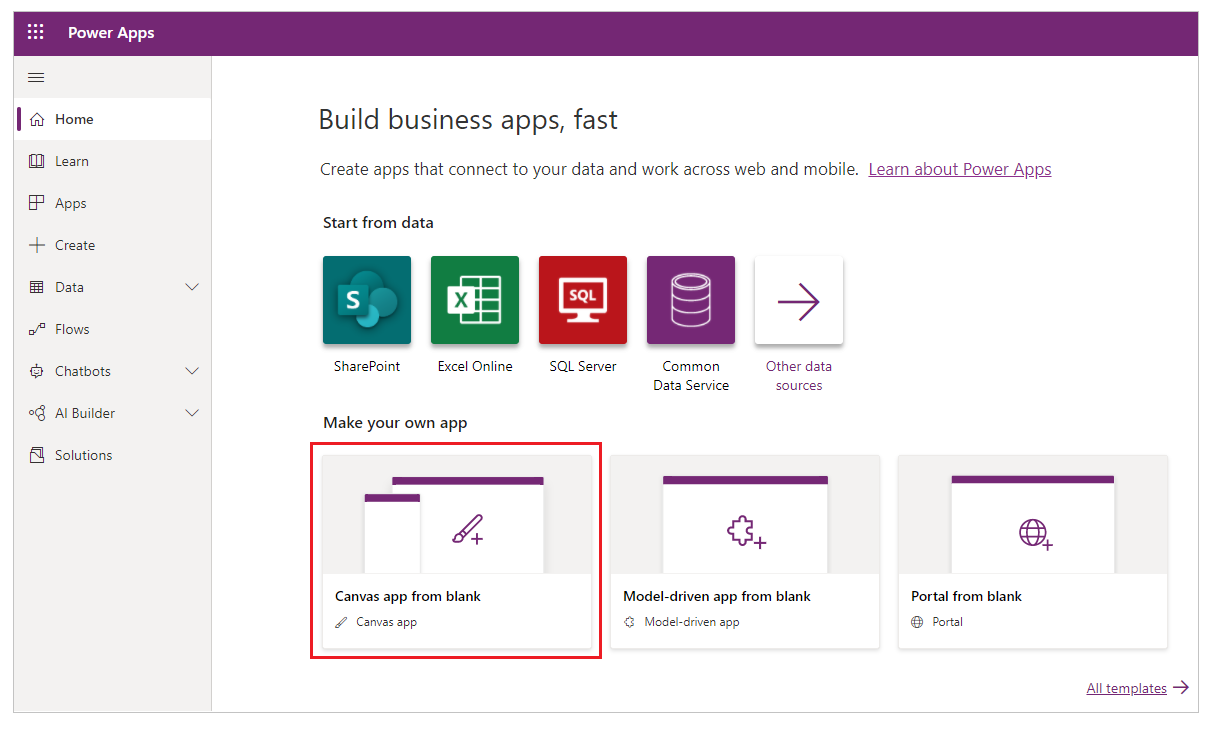 Power Apps
Home
Learn
Apps
Create
Data
Flows
Chatbots
AI Builder
Solutions
Build business apps, fast
Create apps that connect to your data and work across web and mobile. Learn about Power Apps
Start from data
S
X
SQL
SharePoint
Excel Online
SQL Server
Common
Data Service
Other data
sources
Make your own app
Canvas app from blank
Canvas app
Model-driven app from blank
Model-driven app
Portal from blank
Portal
All templates